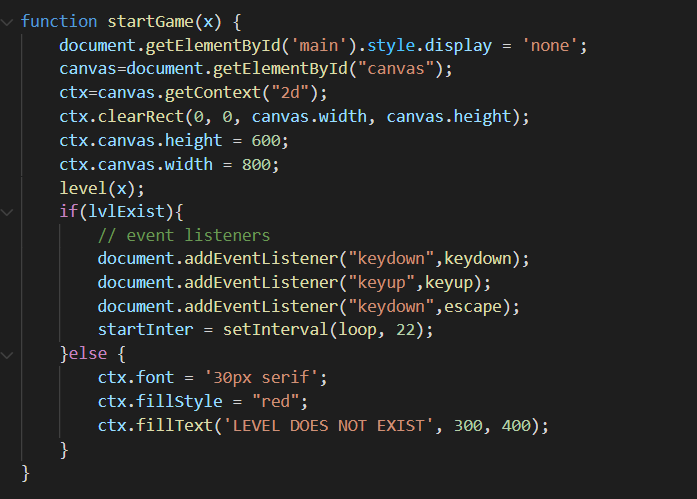 function startGame(x) {
    document.getElementById('main').style.display = 'none';
    canvas=document.getElementById("canvas");
    ctx=canvas.getContext("2d");
    ctx.clearRect(0, 0, canvas.width, canvas.height);
    ctx.canvas.height = 600;
    ctx.canvas.width = 800;
    level(x);
    if(lvlExist){
        // event listeners
        document.addEventListener("keydown",keydown);
        document.addEventListener("keyup",keyup);
        document.addEventListener("keydown",escape);
        startInter = setInterval(loop, 22);
    }else {
        ctx.font = '30px serif';
        ctx.fillStyle = "red";
        ctx.fillText('LEVEL DOES NOT EXIST', 300, 400);
    }
}